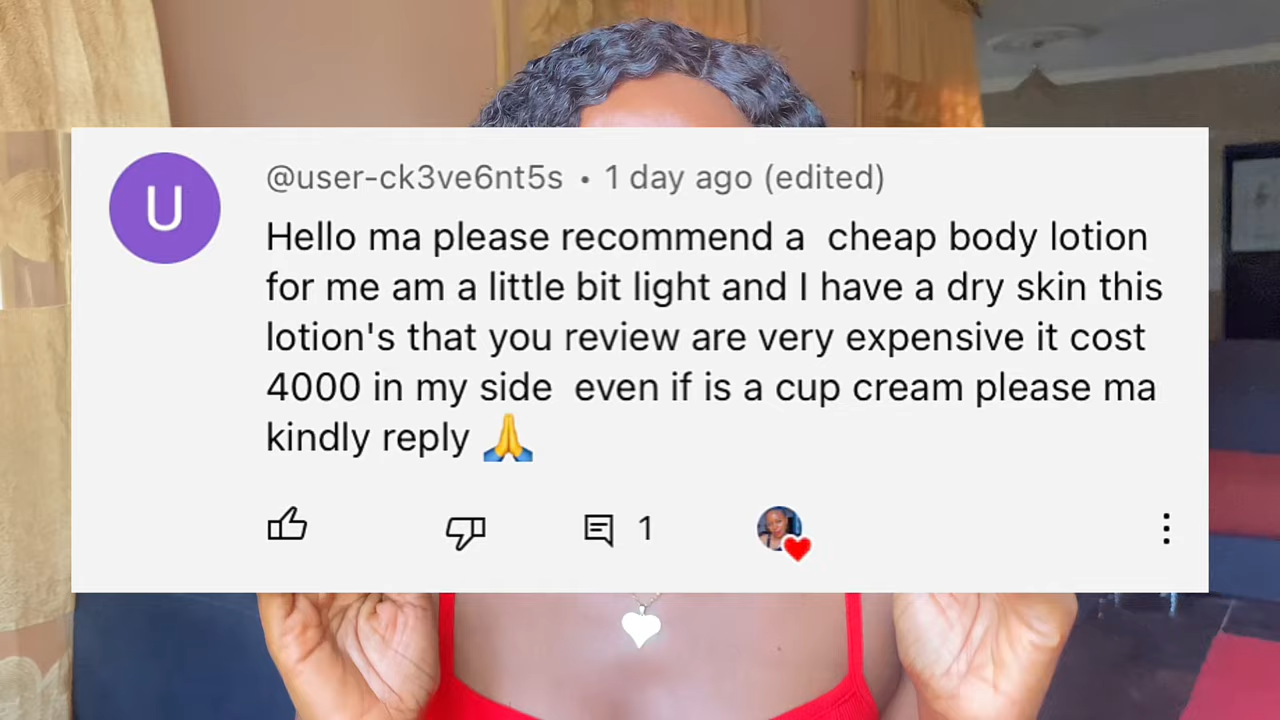 U
@user-ck3ve6nt5s • 1 day ago (edited)
Hello ma please recommend a  cheap body lotion
for me am a little bit light and I have a dry skin this
lotion's that you review are very expensive it cost
4000 in my side  even if is a cup cream please ma
kindly reply 🙏
1